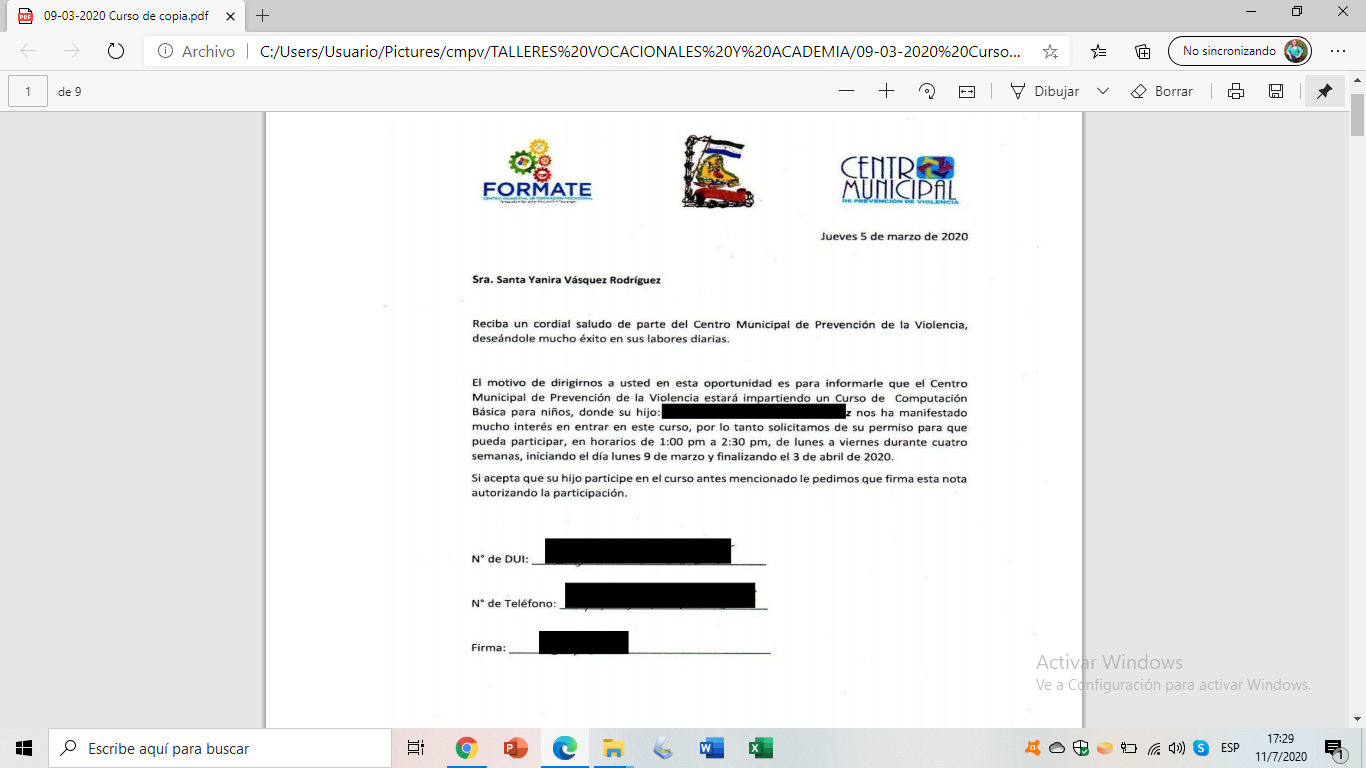 09-03-2020 Curso de copia.pdf
Archivo
C:/Users/Usuario/Pictures/cmpv/TALLERES%20VOCACIONALES%20Y%20ACADEMIA/09-03-2020%20Curso...
No sincronizando
1 de 9
Dibujar
Borrar
FORMATE
CENTRO MUNICIPAL DE FORMACIÓN VOCACIONAL
CENTRO
MUNICIPAL
DE PREVENCIÓN DE VIOLENCIA
Jueves 5 de marzo de 2020
Sra. Santa Yanira Vásquez Rodríguez
Reciba un cordial saludo de parte del Centro Municipal de Prevención de la Violencia,
deseándole mucho éxito en sus labores diarias.
El motivo de dirigirnos a usted en esta oportunidad es para informarle que el Centro
Municipal de Prevención de la Violencia estará impartiendo un Curso de Computación
Básica para niños, donde su hijo: z nos ha manifestado
mucho interés en entrar en este curso, por lo tanto solicitamos de su permiso para que
pueda participar, en horarios de 1:00 pm a 2:30 pm, de lunes a viernes durante cuatro
semanas, iniciando el día lunes 9 de marzo y finalizando el 3 de abril de 2020.
Si acepta que su hijo participe en el curso antes mencionado le pedimos que firma esta nota
autorizando la participación.
N° de DUI:
N° de Teléfono:
Firma:
Activar Windows
Ve a Configuración para activar Windows.
Escribe aquí para buscar
ESP
17:29
11/7/2020
1